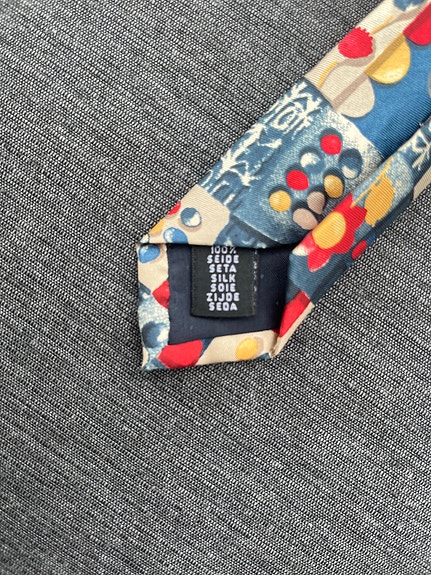 100%
SEIDE
SETA
SILK
SOIE
ZIJDE
SEDA